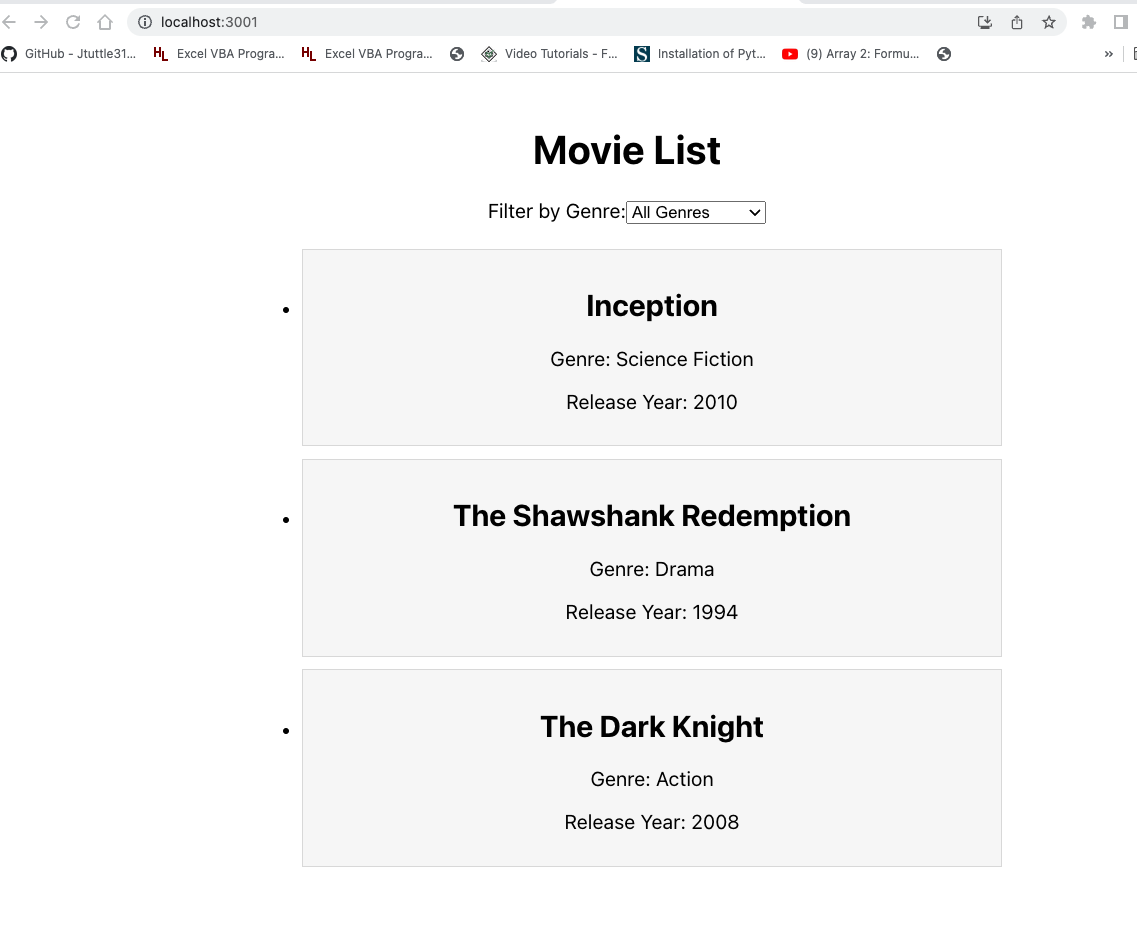 localhost:3001
GitHub - Jtuttle31... HL Excel VBA Progra... HL Excel VBA Progra... Video Tutorials - F... S Installation of Pyt... (9) Array 2: Formu... »
Movie List
Filter by Genre: All Genres
• Inception
Genre: Science Fiction
Release Year: 2010
• The Shawshank Redemption
Genre: Drama
Release Year: 1994
• The Dark Knight
Genre: Action
Release Year: 2008